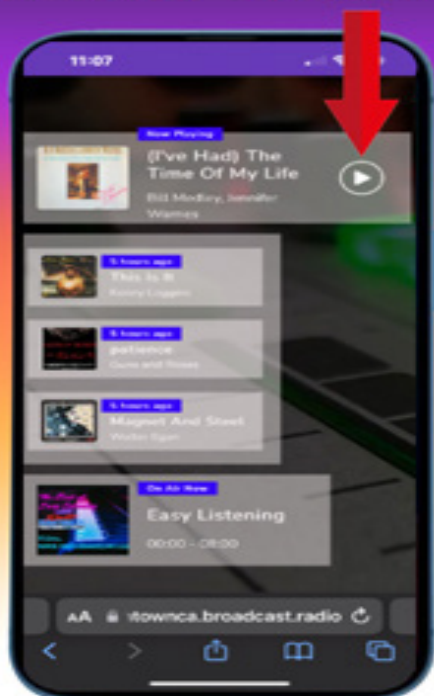 11:07
Now Playing
(I've Had) The
Time Of My Life
Bill Medley, Jennifer
Warnes
5 hours ago
This Is It
Kenny Loggins
5 hours ago
patience
Guns and Roses
5 hours ago
Magnet And Steel
Walter Egan
On Air Now
Easy Listening
00:00 - 08:00
AA townca.broadcast.radio